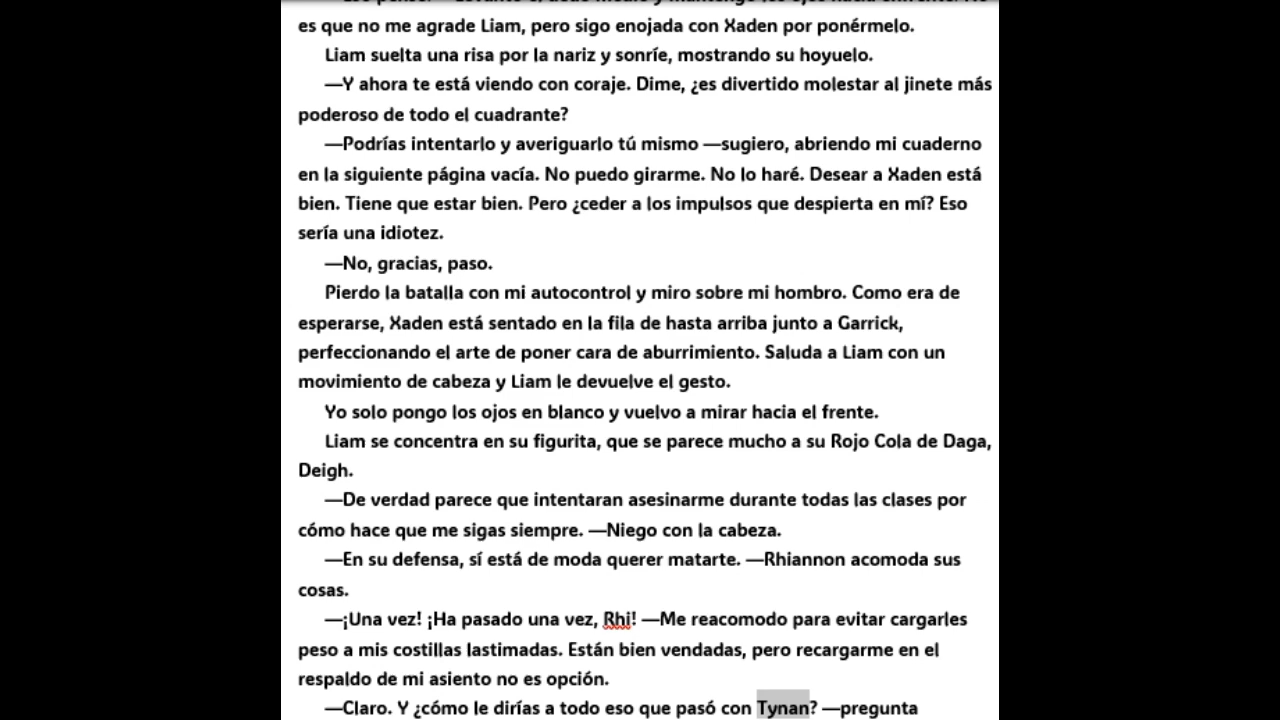 es que no me agrade Liam, pero sigo enojada con Xaden por ponérmelo.
Liam suelta una risa por la nariz y sonríe, mostrando su hoyuelo.
—Y ahora te está viendo con coraje. Dime, ¿es divertido molestar al jinete más
poderoso de todo el cuadrante?
—Podrías intentarlo y averiguarlo tú mismo —sugiero, abriendo mi cuaderno
en la siguiente página vacía. No puedo girarme. No lo haré. Desear a Xaden está
bien. Tiene que estar bien. Pero ¿ceder a los impulsos que despierta en mí? Eso
sería una idiotez.
—No, gracias, paso.
Pierdo la batalla con mi autocontrol y miro sobre mi hombro. Como era de
esperarse, Xaden está sentado en la fila de hasta arriba junto a Garrick,
perfeccionando el arte de poner cara de aburrimiento. Saluda a Liam con un
movimiento de cabeza y Liam le devuelve el gesto.
Yo solo pongo los ojos en blanco y vuelvo a mirar hacia el frente.
Liam se concentra en su figurita, que se parece mucho a su Rojo Cola de Daga,
Deigh.
—De verdad parece que intentaran asesinarme durante todas las clases por
cómo hace que me sigas siempre. —Niego con la cabeza.
—En su defensa, sí está de moda querer matarte. —Rhiannon acomoda sus
cosas.
—¡Una vez! ¡Ha pasado una vez, Rhi! —Me reacomodo para evitar cargarles
peso a mis costillas lastimadas. Están bien vendadas, pero recargarme en el
respaldo de mi asiento no es opción.
—Claro. Y ¿cómo le dirías a todo eso que pasó con Tynan? —pregunta